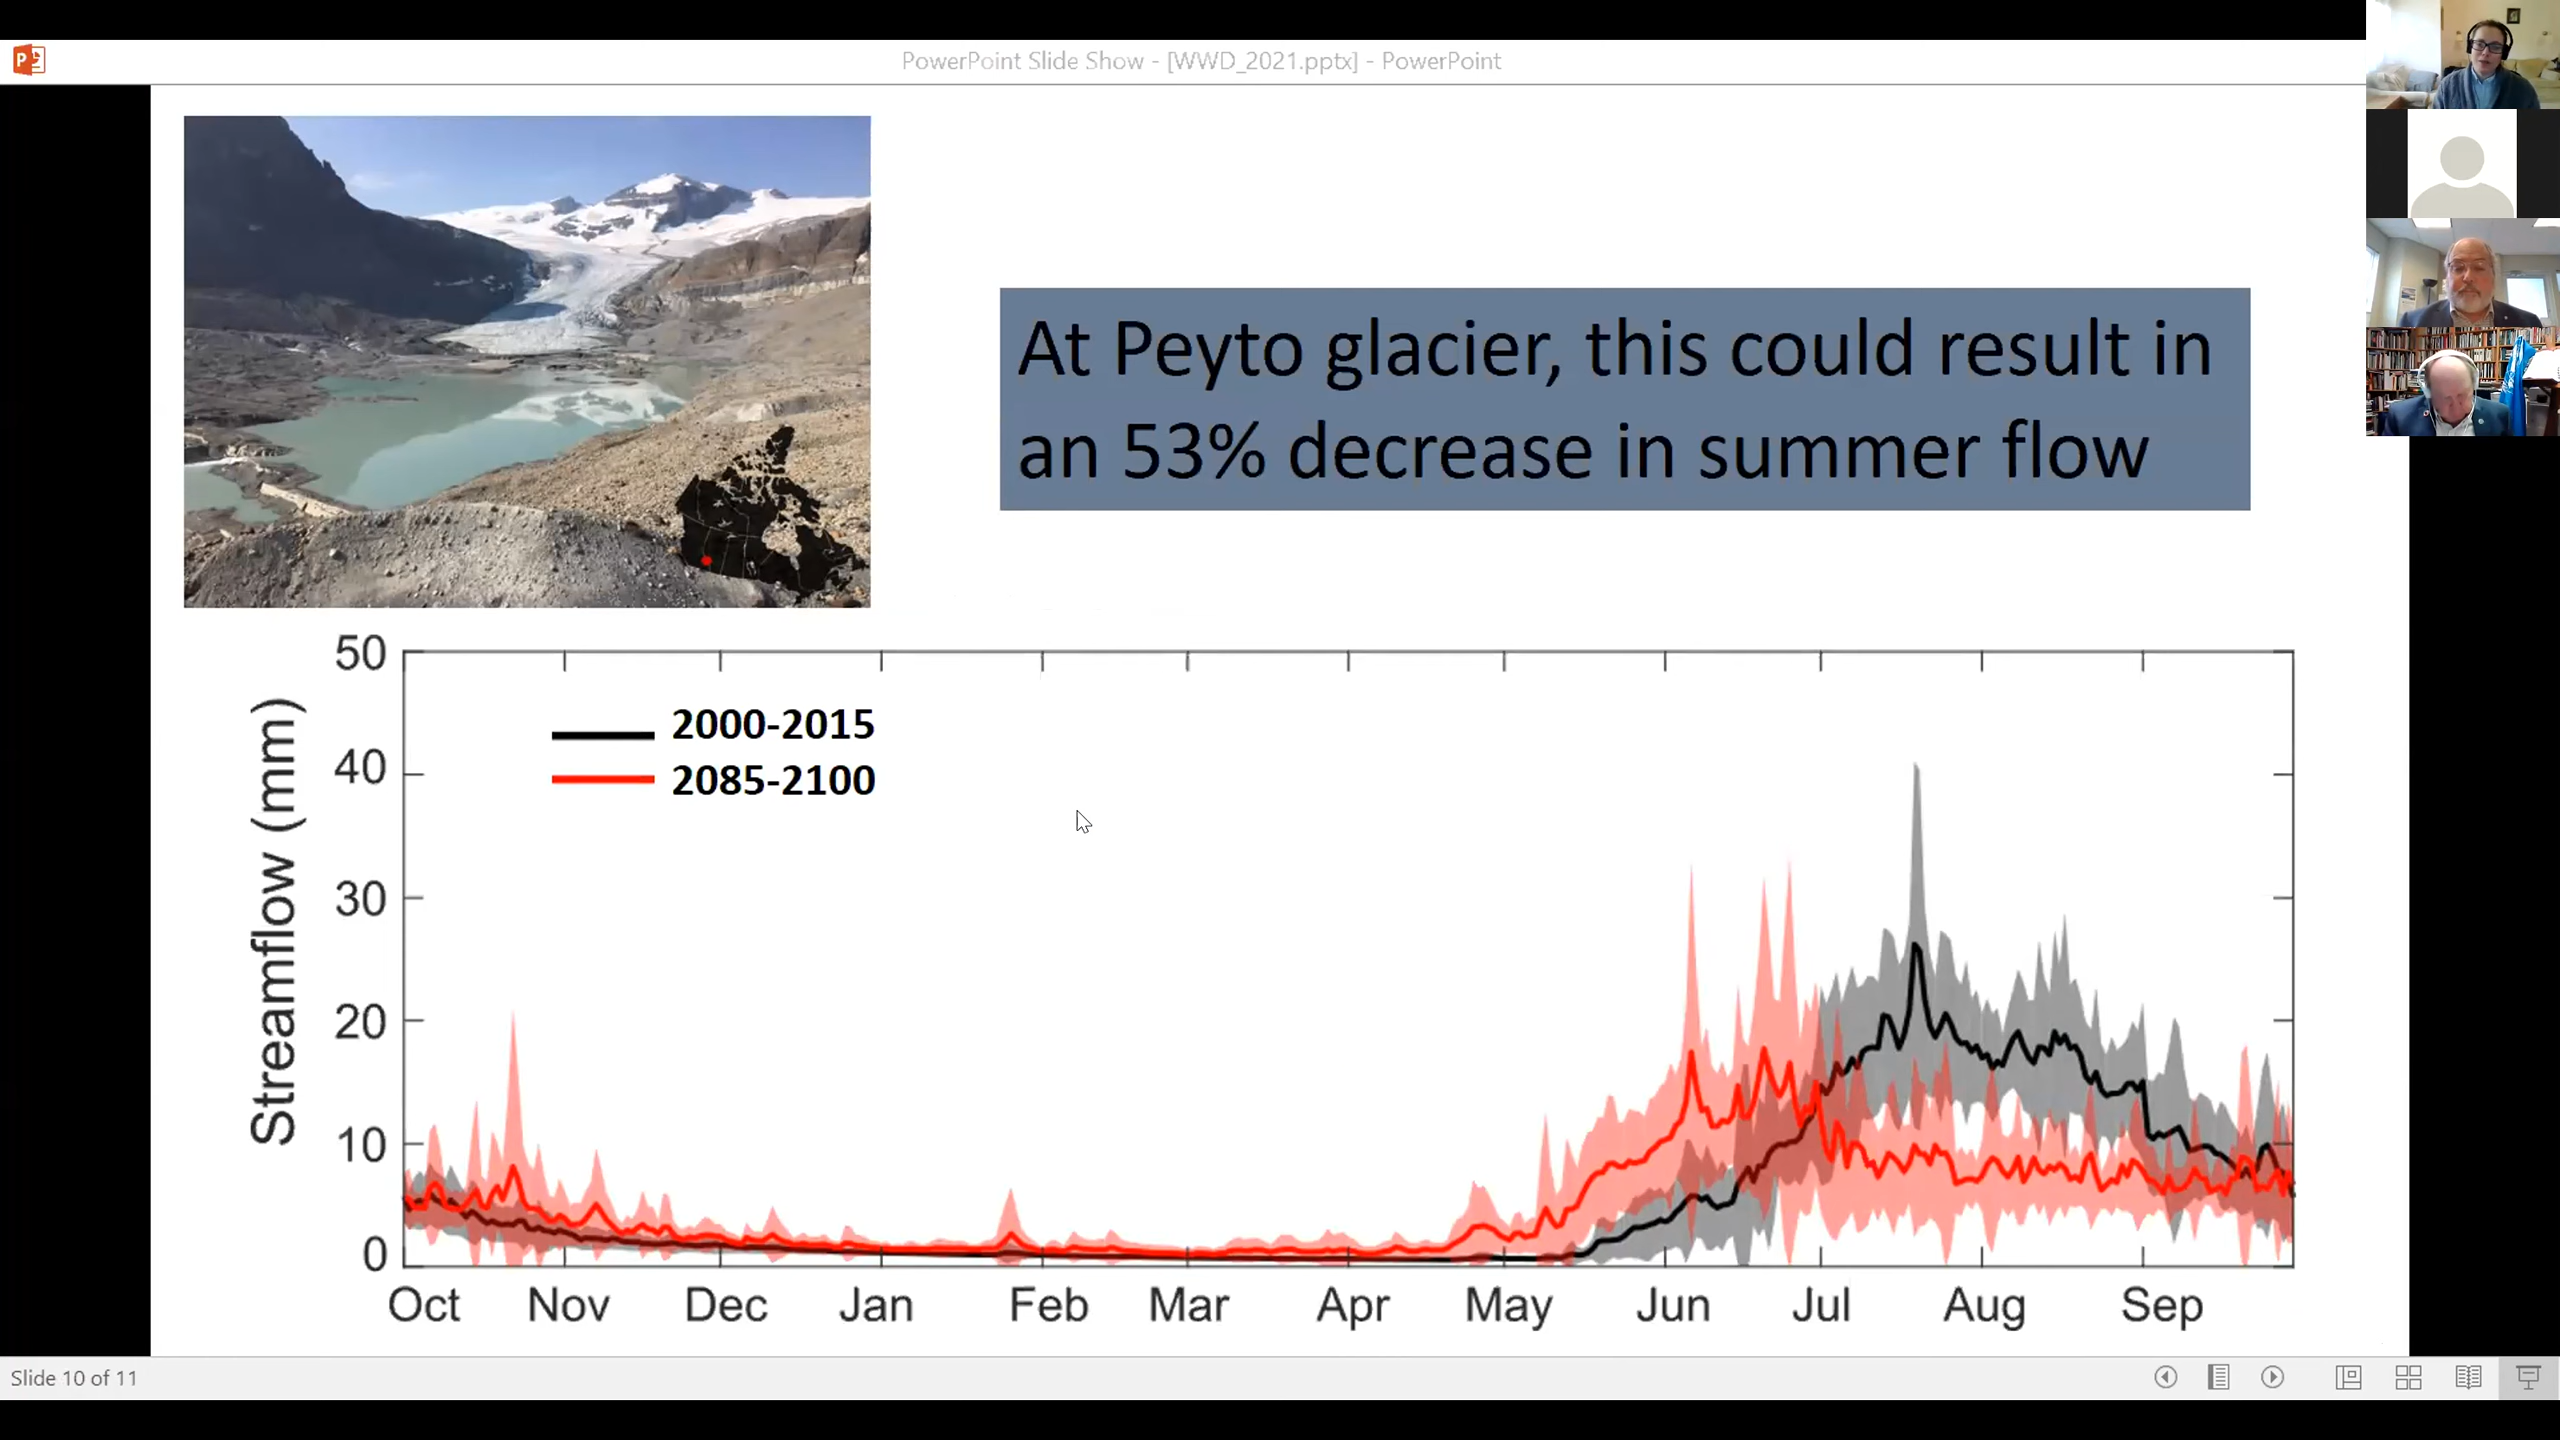 PowerPoint Slide Show - [WWD_2021.pptx] - PowerPoint
At Peyto glacier, this could result in
an 53% decrease in summer flow
Streamflow (mm)
50
40
30
20
10
0
2000-2015
2085-2100
Oct Nov Dec Jan Feb Mar Apr May Jun Jul Aug Sep
Slide 10 of 11